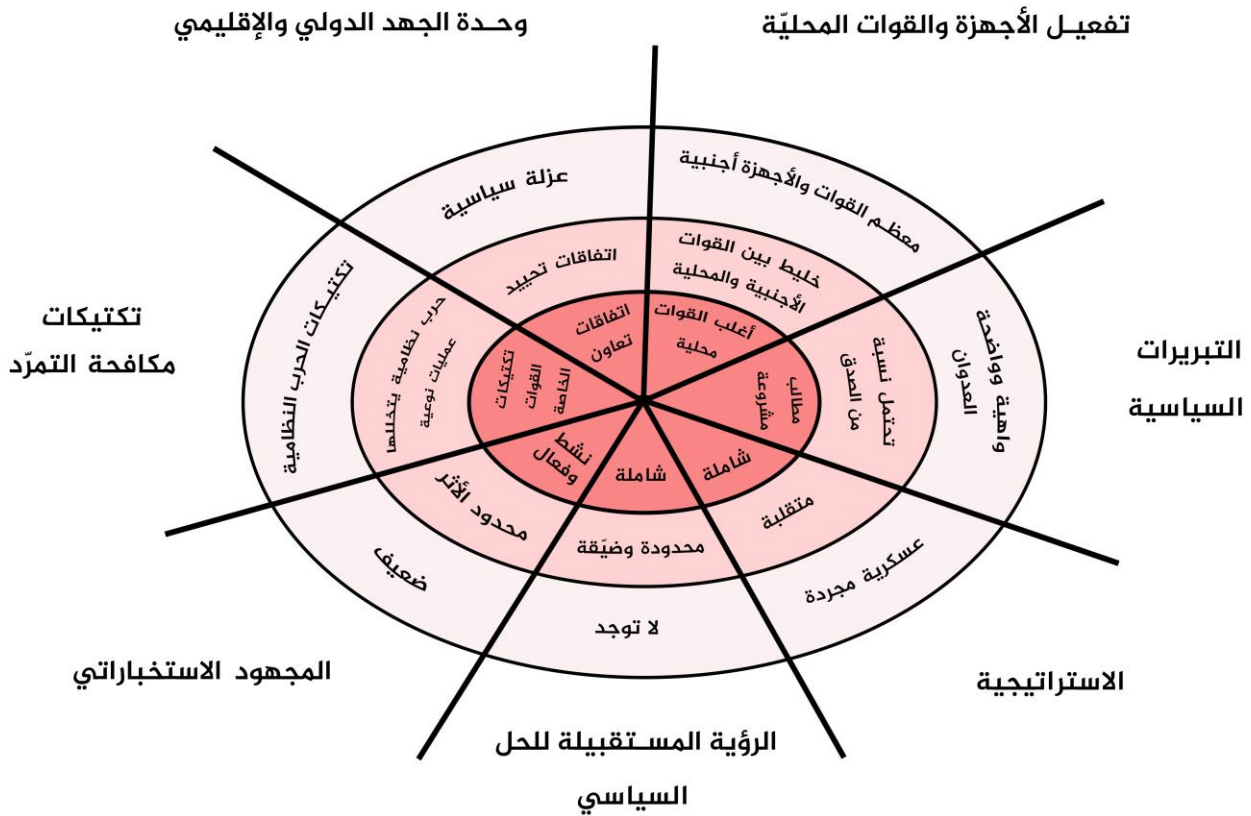 تفعيـل الأجهزة والقوات المحليّة
وحـدة الجهد الدولي والإقليمي
معظـم القوات والأجهزة أجنبية
عزلة سياسية
خليط بين القوات
الأجنبية والمحلية
اتفاقات تحييد
أغلب القوات
محلية
اتفاقات
تعاون
التبريرات
السياسية
واهية وواضحة
العدوان
تحتمل نسبة
من الصدق
مطالب
مشروعة
تكتيكات
القوات
الخاصة
حرب نظامية يتخللها
عمليات نوعية
تكتيكات الحرب النظامية
تكتيكات
مكافحة التمرّد
شاملة
شاملة
نشط
وفعال
متقلبة
محدودة وضيّقة
محدود الأثر
عسكرية مجردة
لا توجد
ضعيف
الاستراتيجية
المجهود الاستخباراتي
الرؤية المسـتقبيلة للحل
السياسي